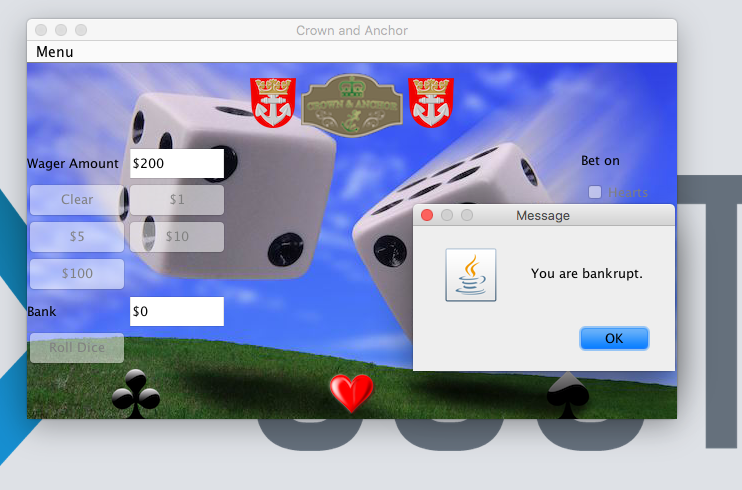 Crown and Anchor
Menu
CROWN & ANCHOR
Wager Amount $200
Bet on
Clear $1
Hearts
$5 $10
$100
Message
You are bankrupt.
OK
Bank $0
Roll Dice